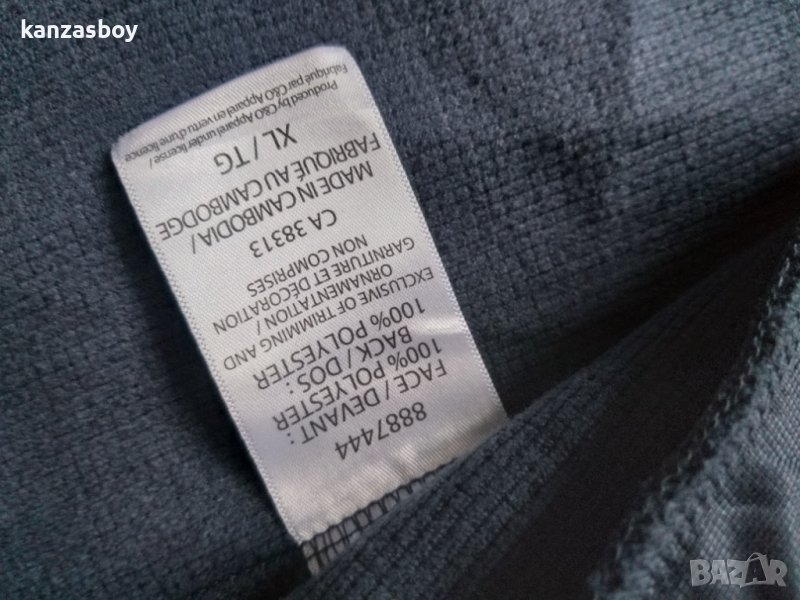 kanzasboy
8887444
FACE / DEVANT :
100% POLYESTER
BACK / DOS :
100% POLYESTER
EXCLUSIVE OF TRIMMING AND
ORNAMENTATION /
GARNITURE ET DÉCORATION
NON COMPRISES
CA 38313
MADE IN CAMBODIA /
FABRIQUÉ AU CAMBODGE
XL / TG
Produced by C&O Apparel under license /
Fabriqué par C&O Apparel en vertu d'une licence
BAZAR